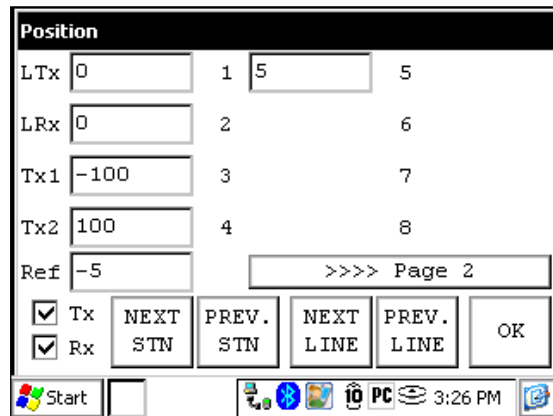 Position
LTx 0 1 5 5
LRx 0 2 6
Tx1 -100 3 7
Tx2 100 4 8
Ref -5 >>>> Page 2
Tx NEXT STN PREV. STN NEXT LINE PREV. LINE OK
Rx
Start PC 3:26 PM